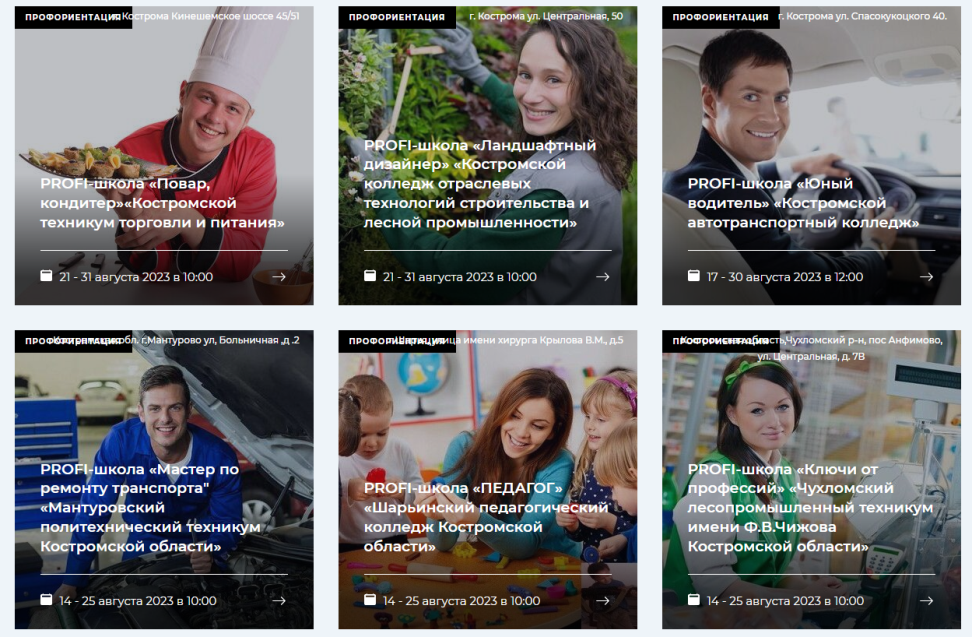 ПРОФОРИЕНТАЦИЯ
Кострома Кинешемское шоссе 45/51
PROFI-школа «Повар,
кондитер»«Костромской
техникум торговли и питания»
21 - 31 августа 2023 в 10:00
ПРОФОРИЕНТАЦИЯ
г. Кострома ул. Центральная, 50
PROFI-школа «Ландшафтный
дизайнер» «Костромской
колледж отраслевых
технологий строительства и
лесной промышленности»
21 - 31 августа 2023 в 10:00
ПРОФОРИЕНТАЦИЯ
г. Кострома ул. Спасокукоцкого 40.
PROFI-школа «Юный
водитель» «Костромской
автотранспортный колледж»
17 - 30 августа 2023 в 12:00
ПРОФОРИЕНТАЦИЯ
обл. г,Мантурово ул, Больничная ,д .2
PROFI-школа «Мастер по
ремонту транспорта"
«Мантуровский
политехнический техникум
Костромской области»
14 - 25 августа 2023 в 10:00
ПРОФОРИЕНТАЦИЯ
имени хирурга Крылова В.М., д.5
PROFI-школа «ПЕДАГОГ»
«Шарьинский педагогический
колледж Костромской
области»
14 - 25 августа 2023 в 10:00
ПРОФОРИЕНТАЦИЯ
Чухломский р-н, пос Анфимово,
ул. Центральная, д. 7В
PROFI-школа «Ключи от
профессий» «Чухломский
лесопромышленный техникум
имени Ф.В.Чижова
Костромской области»
14 - 25 августа 2023 в 10:00